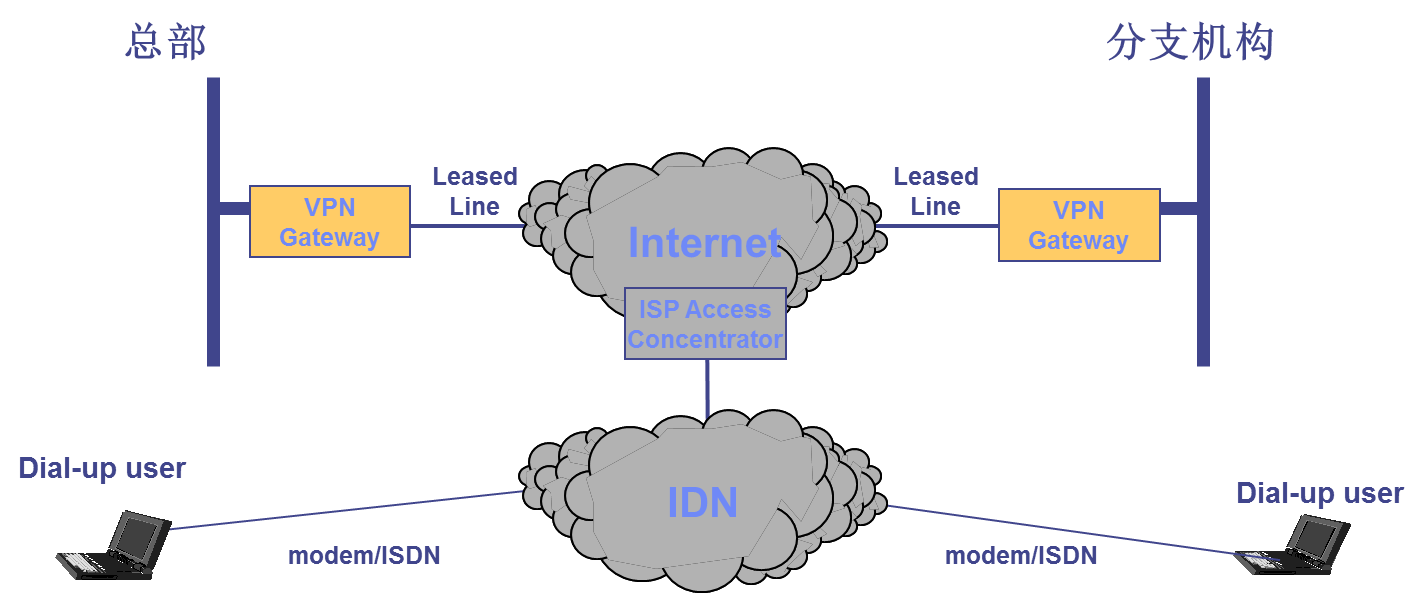 总部
分支机构
Leased
Line
Leased
Line
VPN
Gateway
VPN
Gateway
Internet
ISP Access
Concentrator
Dial-up user
IDN
Dial-up user
modem/ISDN
modem/ISDN